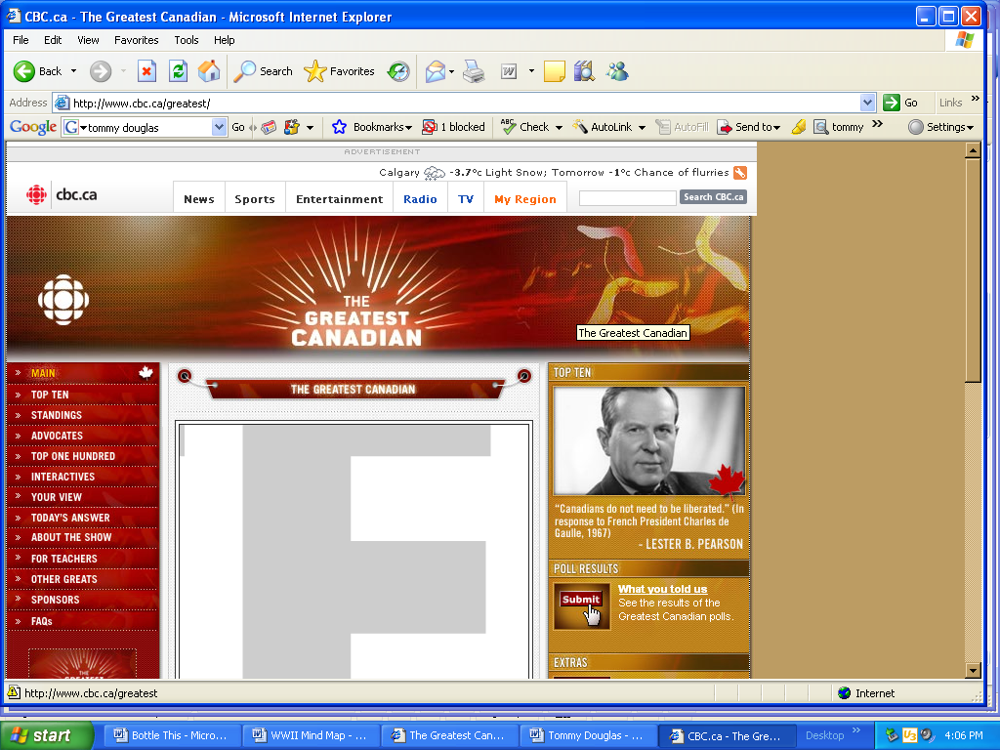 CBC.ca - The Greatest Canadian - Microsoft Internet Explorer
File Edit View Favorites Tools Help
Back Search Favorites
Address http://www.cbc.ca/greatest/ Go Links »
Google G tommy douglas Go Bookmarks 1 blocked ABC Check AutoLink AutoFill Send to tommy » Settings
ADVERTISEMENT
Calgary -3.7°c Light Snow; Tomorrow -1°c Chance of flurries
cbc.ca
News Sports Entertainment Radio TV My Region Search CBC.ca
THE
GREATEST
CANADIAN
The Greatest Canadian
» MAIN
» TOP TEN
» STANDINGS
» ADVOCATES
» TOP ONE HUNDRED
» INTERACTIVES
» YOUR VIEW
» TODAY'S ANSWER
» ABOUT THE SHOW
» FOR TEACHERS
» OTHER GREATS
» SPONSORS
» FAQs
THE GREATEST CANADIAN
TOP TEN
"Canadians do not need to be liberated." (In
response to French President Charles de
Gaulle, 1967)
- LESTER B. PEARSON
POLL RESULTS
Submit
What you told us
See the results of the
Greatest Canadian polls.
EXTRAS
http://www.cbc.ca/greatest Internet
start Bottle This - Micro... WWII Mind Map - ... The Greatest Can... Tommy Douglas - ... CBC.ca - The Gre... Desktop » 4:06 PM